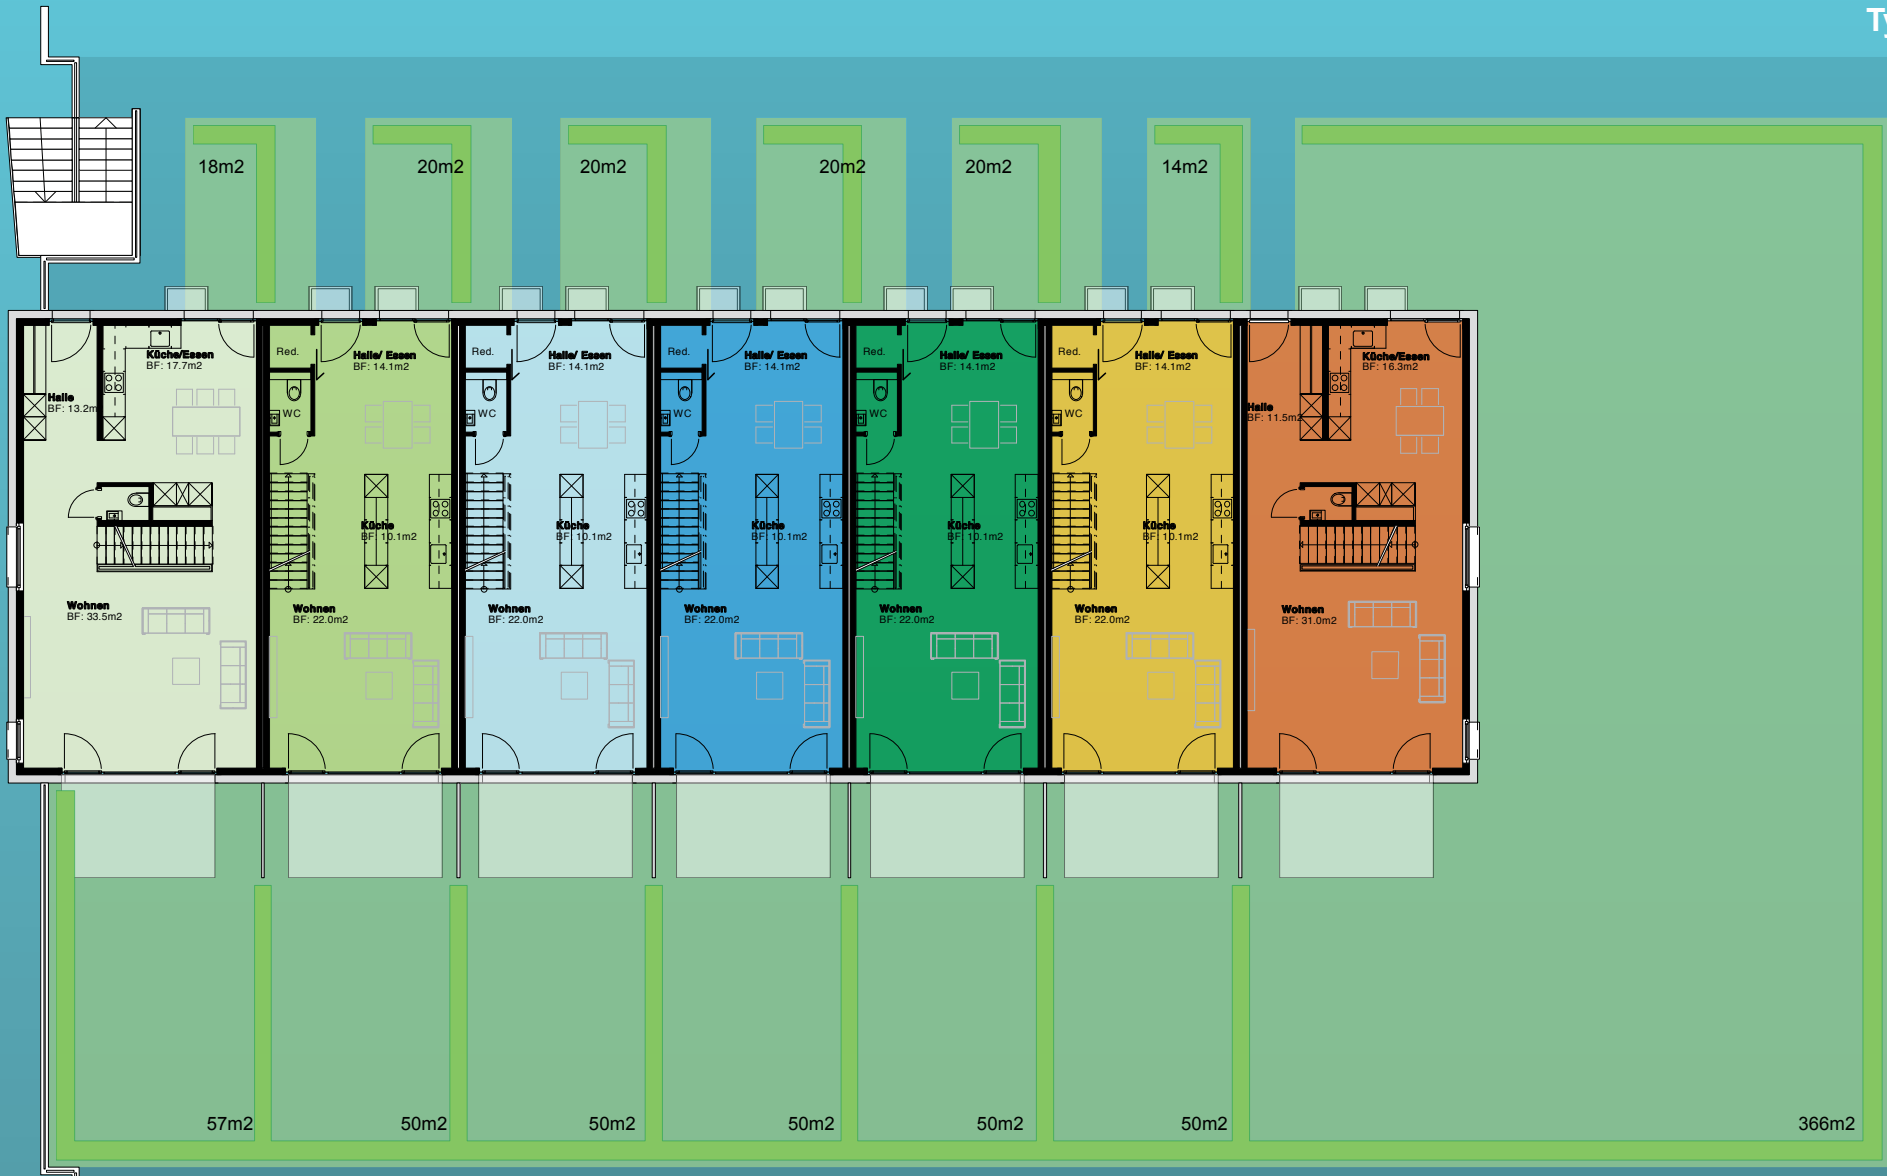 Ty
18m2
20m2
20m2
20m2
20m2
14m2
Küche/Essen
BF: 17.7m2
Halle
BF: 13.2m
Wohnen
BF: 33.5m2
Red.
Halle/ Essen
BF: 14.1m2
WC
Küche
BF: 10.1m2
Wohnen
BF: 22.0m2
Red.
Halle/ Essen
BF: 14.1m2
WC
Küche
BF: 10.1m2
Wohnen
BF: 22.0m2
Red.
Halle/ Essen
BF: 14.1m2
WC
Küche
BF: 10.1m2
Wohnen
BF: 22.0m2
Red.
Halle/ Essen
BF: 14.1m2
WC
Küche
BF: 10.1m2
Wohnen
BF: 22.0m2
Red.
Halle/ Essen
BF: 14.1m2
WC
Küche
BF: 10.1m2
Wohnen
BF: 22.0m2
Küche/Essen
BF: 16.3m2
Halle
BF: 11.5m2
Wohnen
BF: 31.0m2
57m2
50m2
50m2
50m2
50m2
50m2
366m2